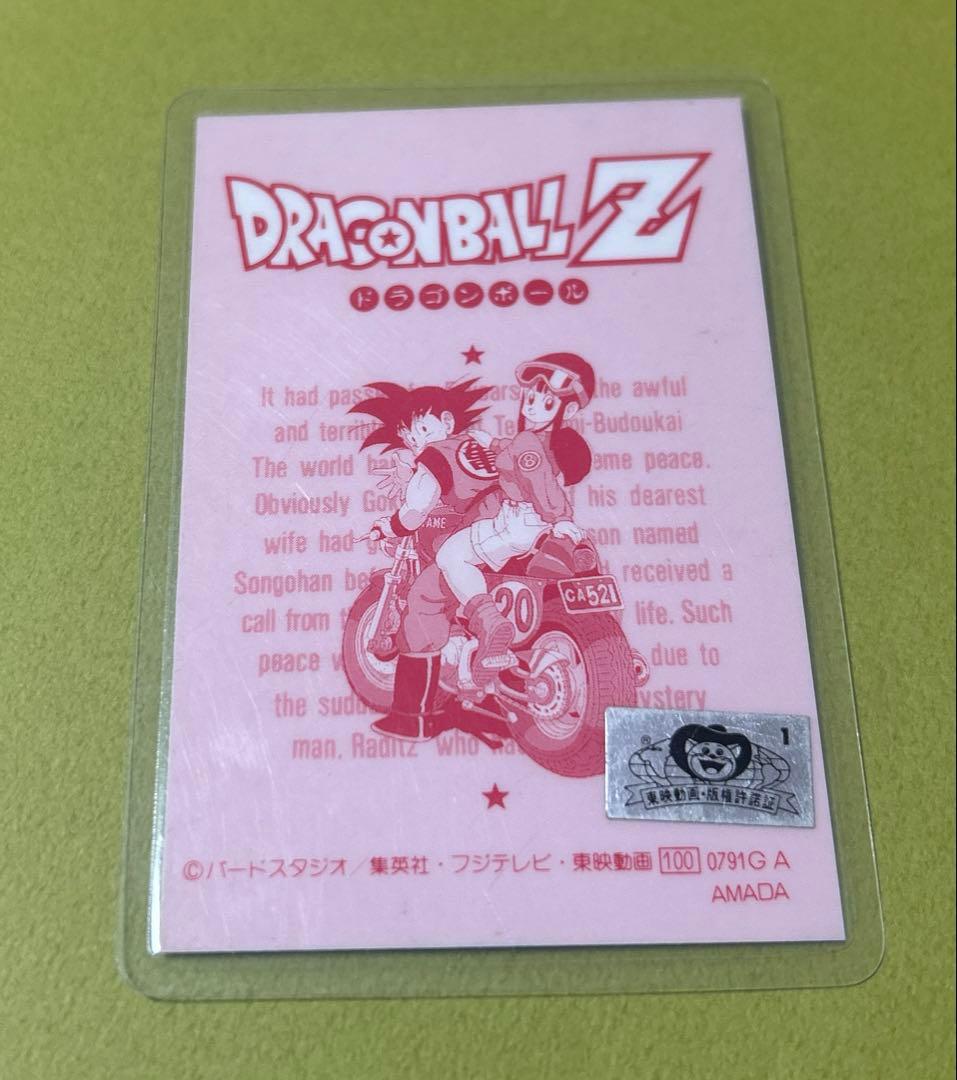 DRAGONBALL Z
ドラゴンボール
It had the awful
and Budoukai
The world peace.
Obviously his dearest
wife had son named
Songohan received a
call from life. Such
peace due to
the
man, Raditz who
CA521
20
1
®
東映動画・版権許諾証
©バードスタジオ／集英社・フジテレビ・東映動画 100 0791G A
AMADA